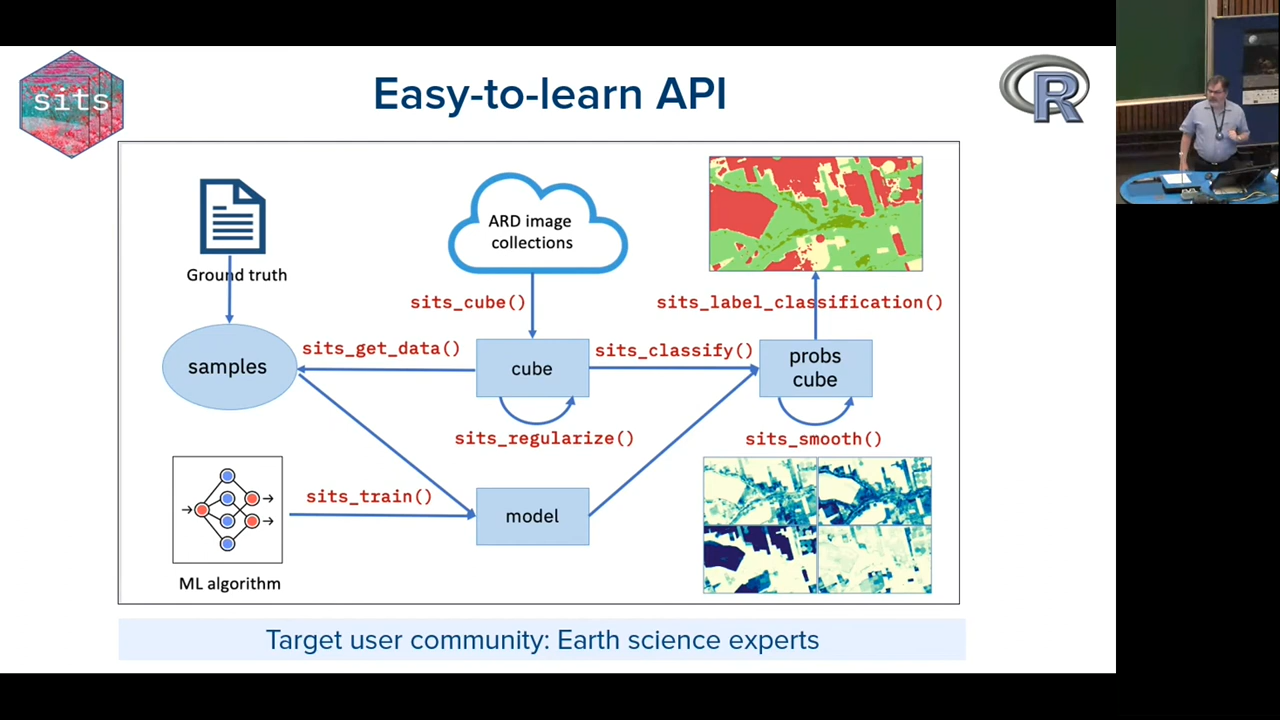 sits
Easy-to-learn API
R
ARD image
collections
Ground truth
sits_cube()
sits_label_classification()
samples
sits_get_data()
cube
sits_classify()
probs
cube
sits_regularize()
sits_smooth()
sits_train()
model
ML algorithm
Target user community: Earth science experts